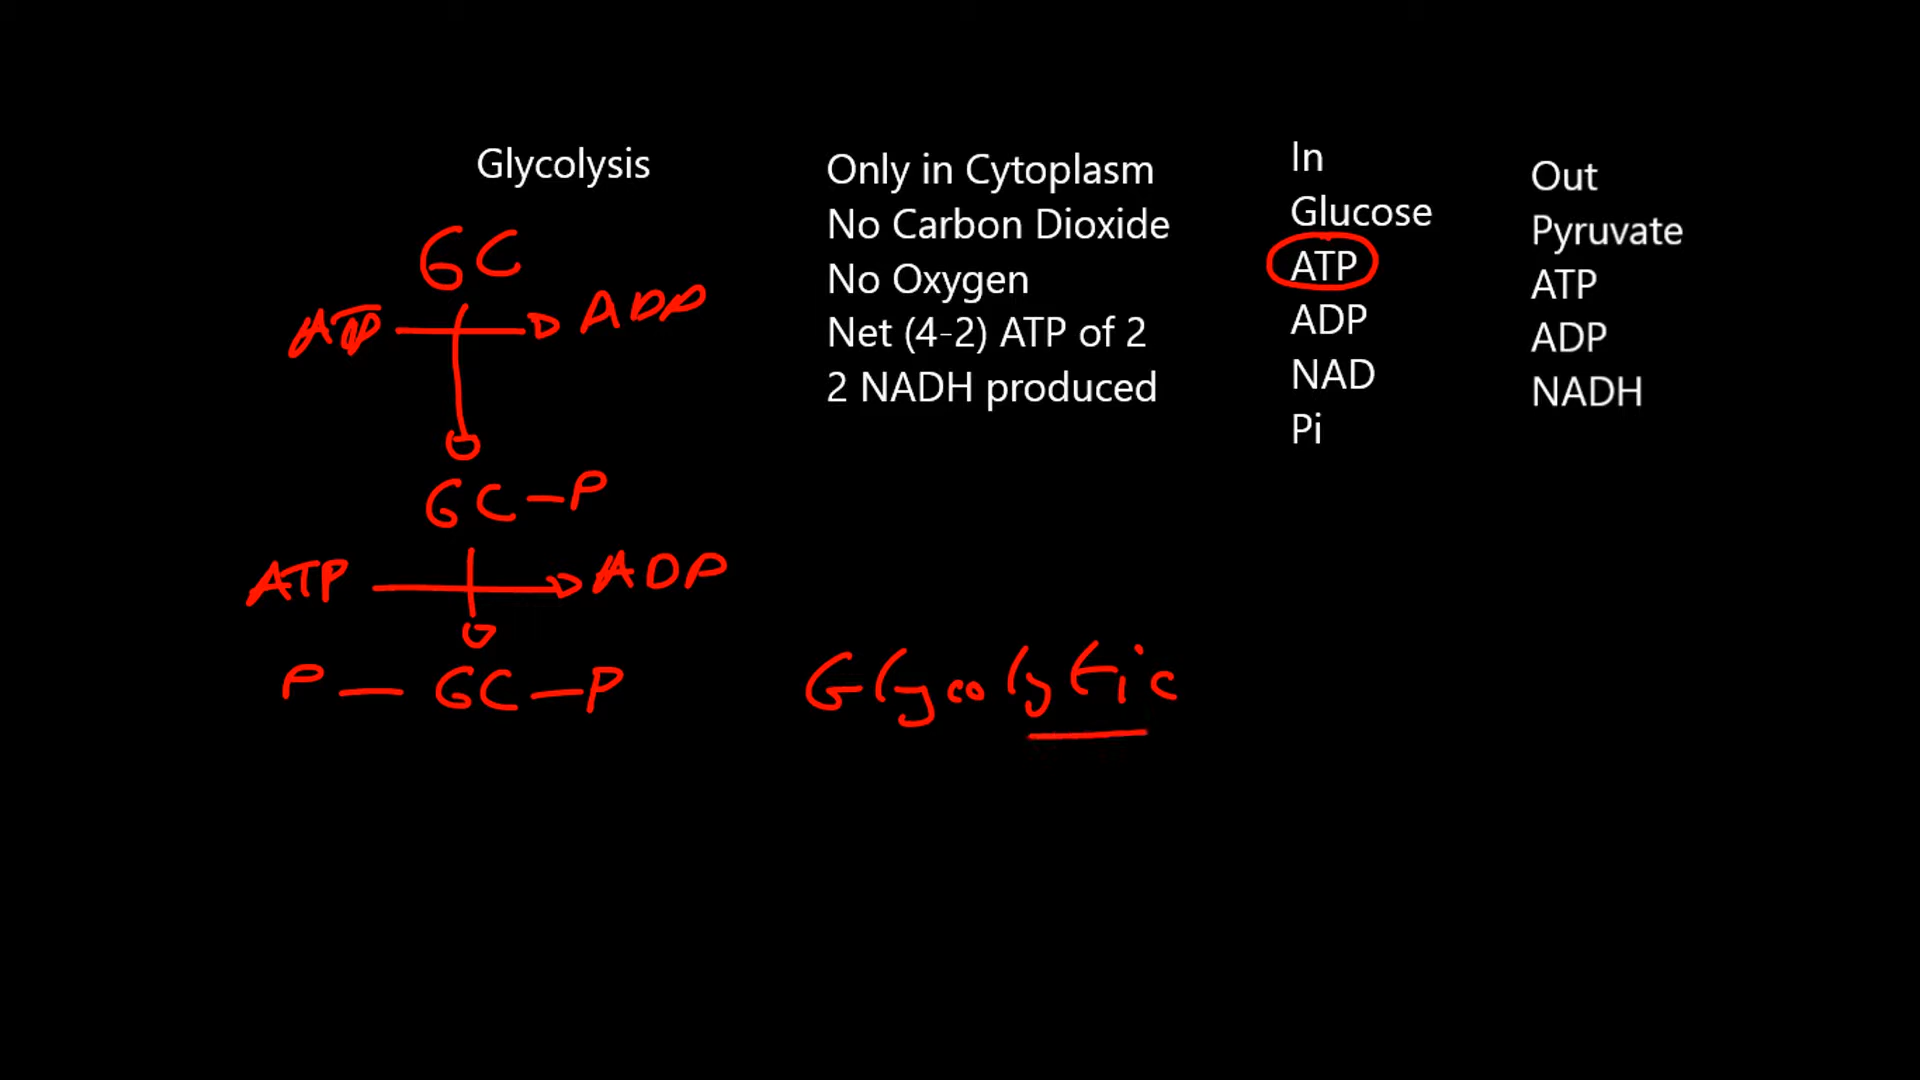 Glycolysis
6C
ATP ADP
6C-P
ATP ADP
P-6C-P
Only in Cytoplasm
No Carbon Dioxide
No Oxygen
Net (4-2) ATP of 2
2 NADH produced
In
Glucose
ATP
ADP
NAD
Pi
Out
Pyruvate
ATP
ADP
NADH
Glycolytic